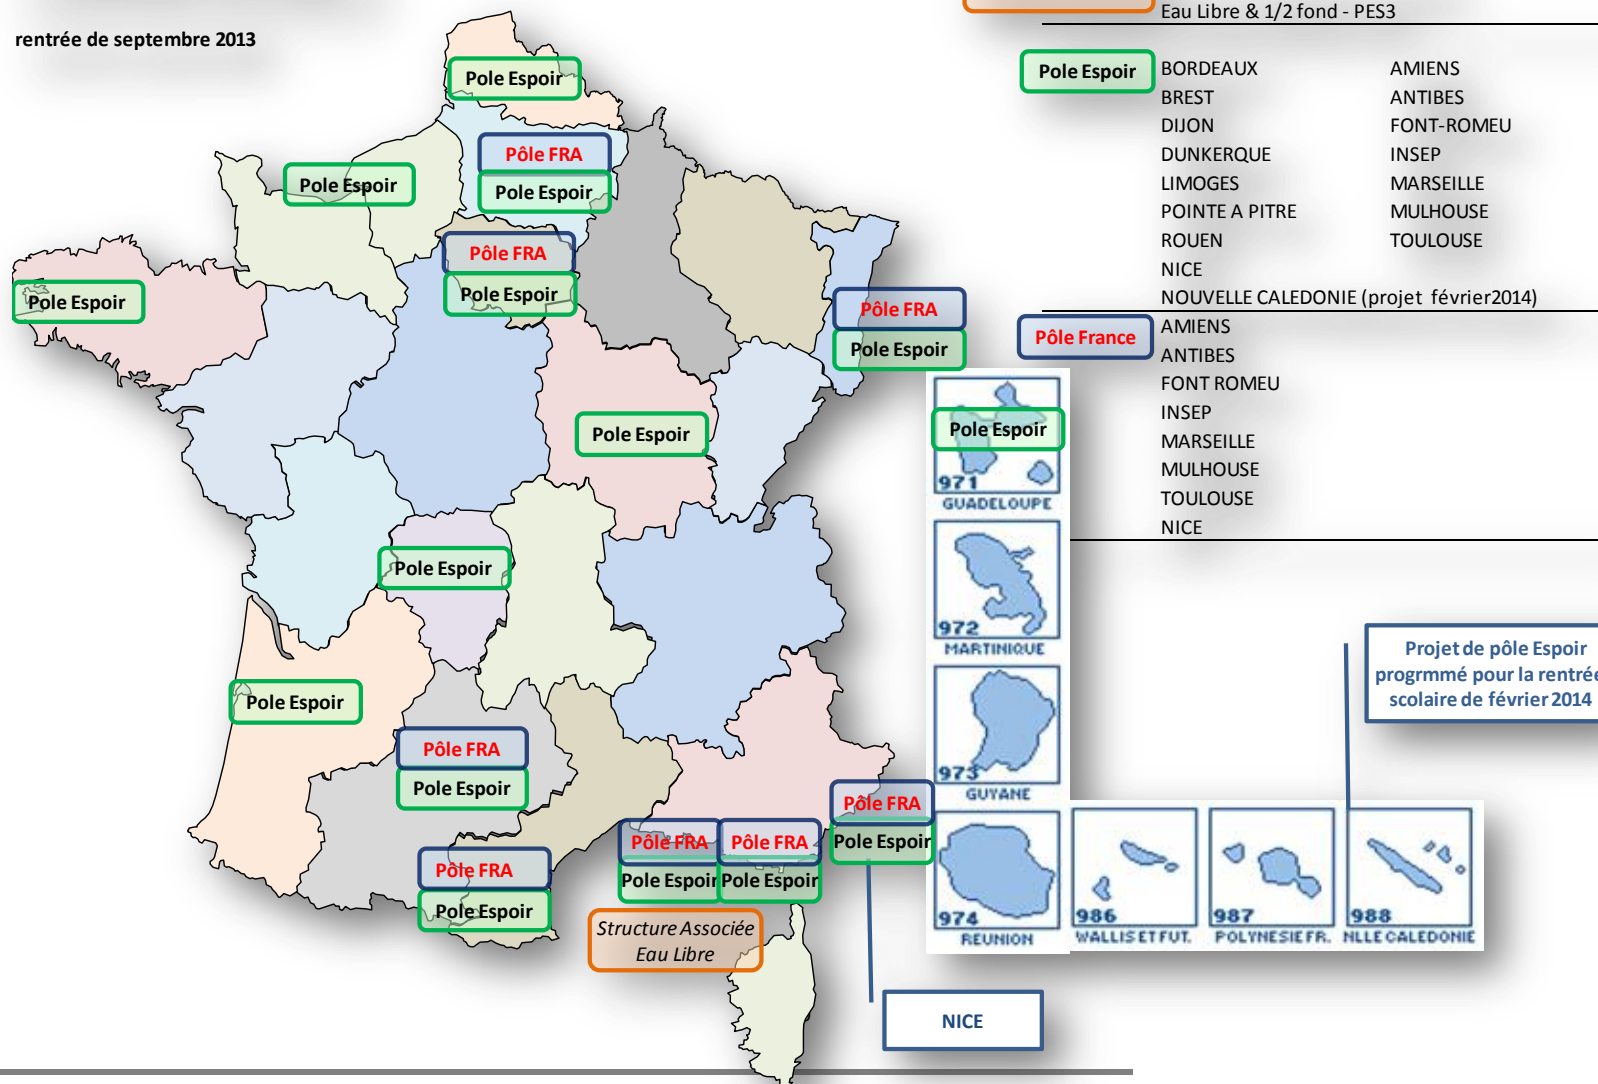 Eau Libre & 1/2 fond - PES3
rentrée de septembre 2013
Pole Espoir
BORDEAUX
BREST
DIJON
DUNKERQUE
LIMOGES
POINTE A PITRE
ROUEN
NICE
NOUVELLE CALEDONIE (projet février2014)
AMIENS
ANTIBES
FONT-ROMEU
INSEP
MARSEILLE
MULHOUSE
TOULOUSE
Pôle France
AMIENS
ANTIBES
FONT ROMEU
INSEP
MARSEILLE
MULHOUSE
TOULOUSE
NICE
Pole Espoir
Pôle FRA
Pole Espoir
Pole Espoir
Pôle FRA
Pole Espoir
Pole Espoir
Pôle FRA
Pole Espoir
Pole Espoir
Pole Espoir
Pole Espoir
Pôle FRA
Pole Espoir
Pôle FRA
Pole Espoir
Pôle FRA
Pole Espoir
Pôle FRA
Pole Espoir
Pôle FRA
Pole Espoir
Structure Associée
Eau Libre
NICE
Pole Espoir
971
GUADELOUPE
972
MARTINIQUE
973
GUYANE
974
REUNION
986
WALLIS ET FUT.
987
POLYNESIE FR.
988
NLLE CALEDONIE
Projet de pôle Espoir
progrmmé pour la rentrée
scolaire de février 2014